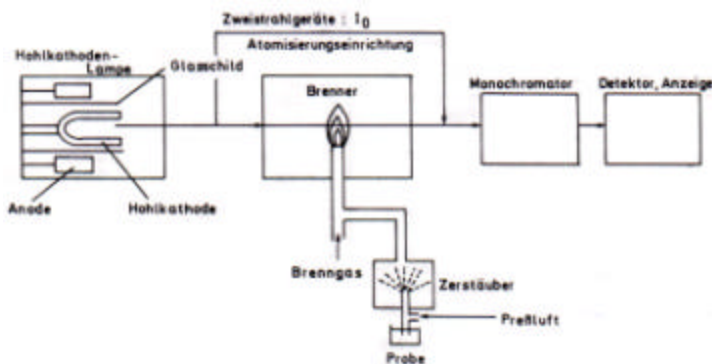 Zweistrahlgeräte : I0
Atomisierungseinrichtung
Hohlkathoden-
Lampe
Glasschild
Brenner
Monochromator
Detektor, Anzeige
Anode
Hohlkathode
Brenngas
Zerstäuber
Preßluft
Probe